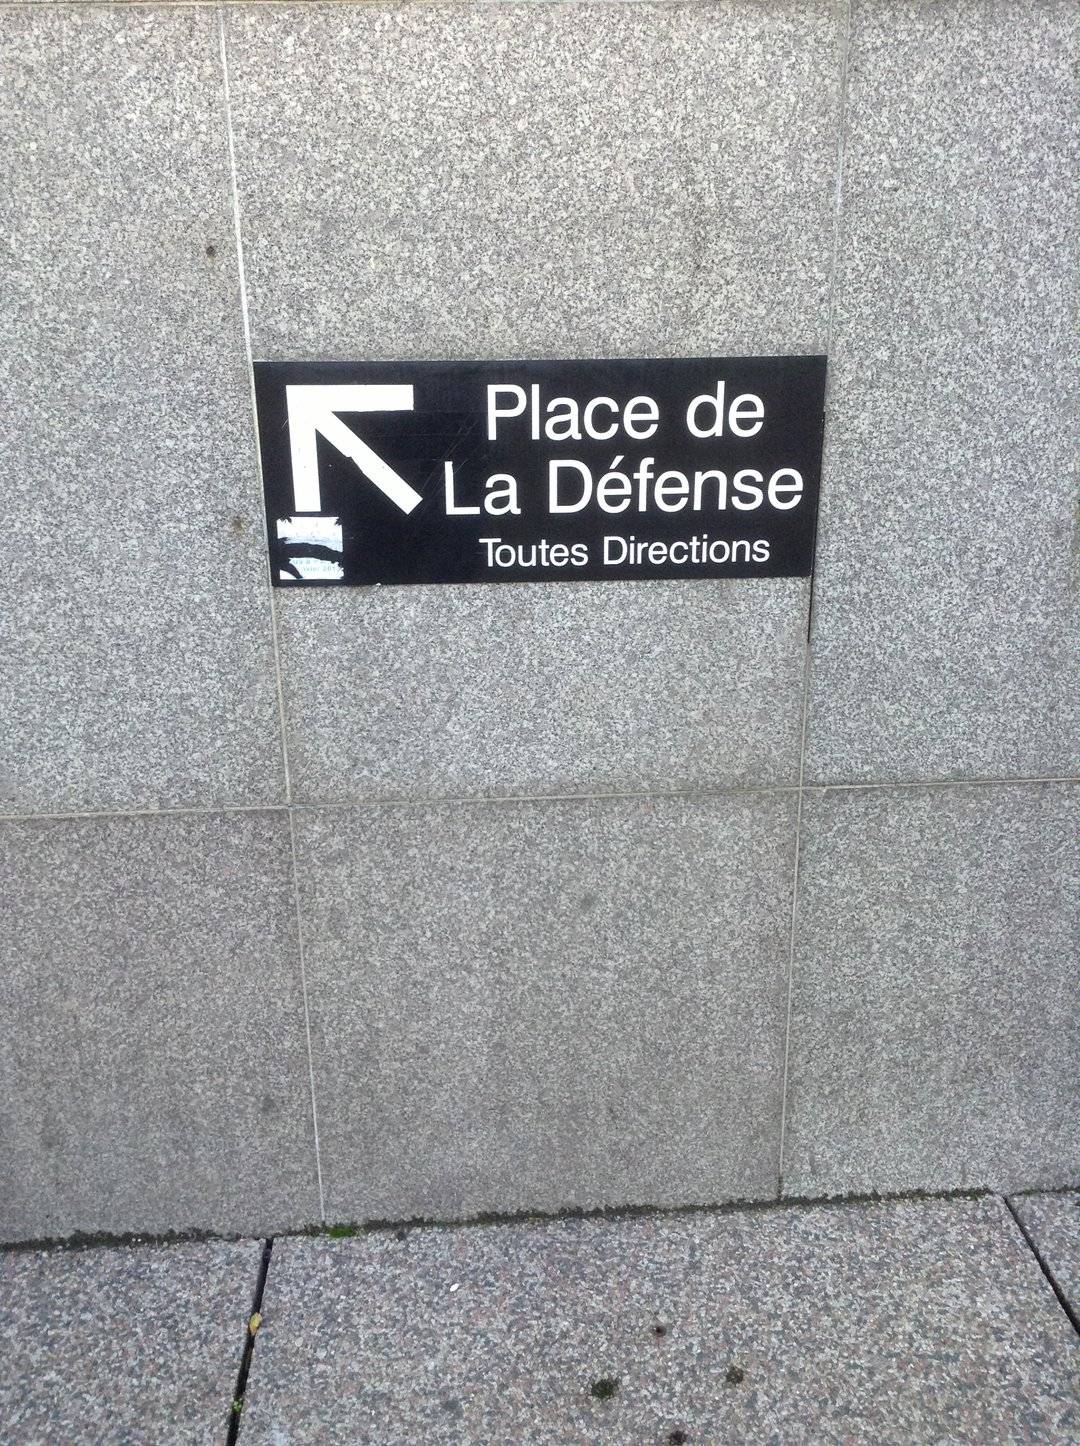 Place de
La Défense
Toutes Directions